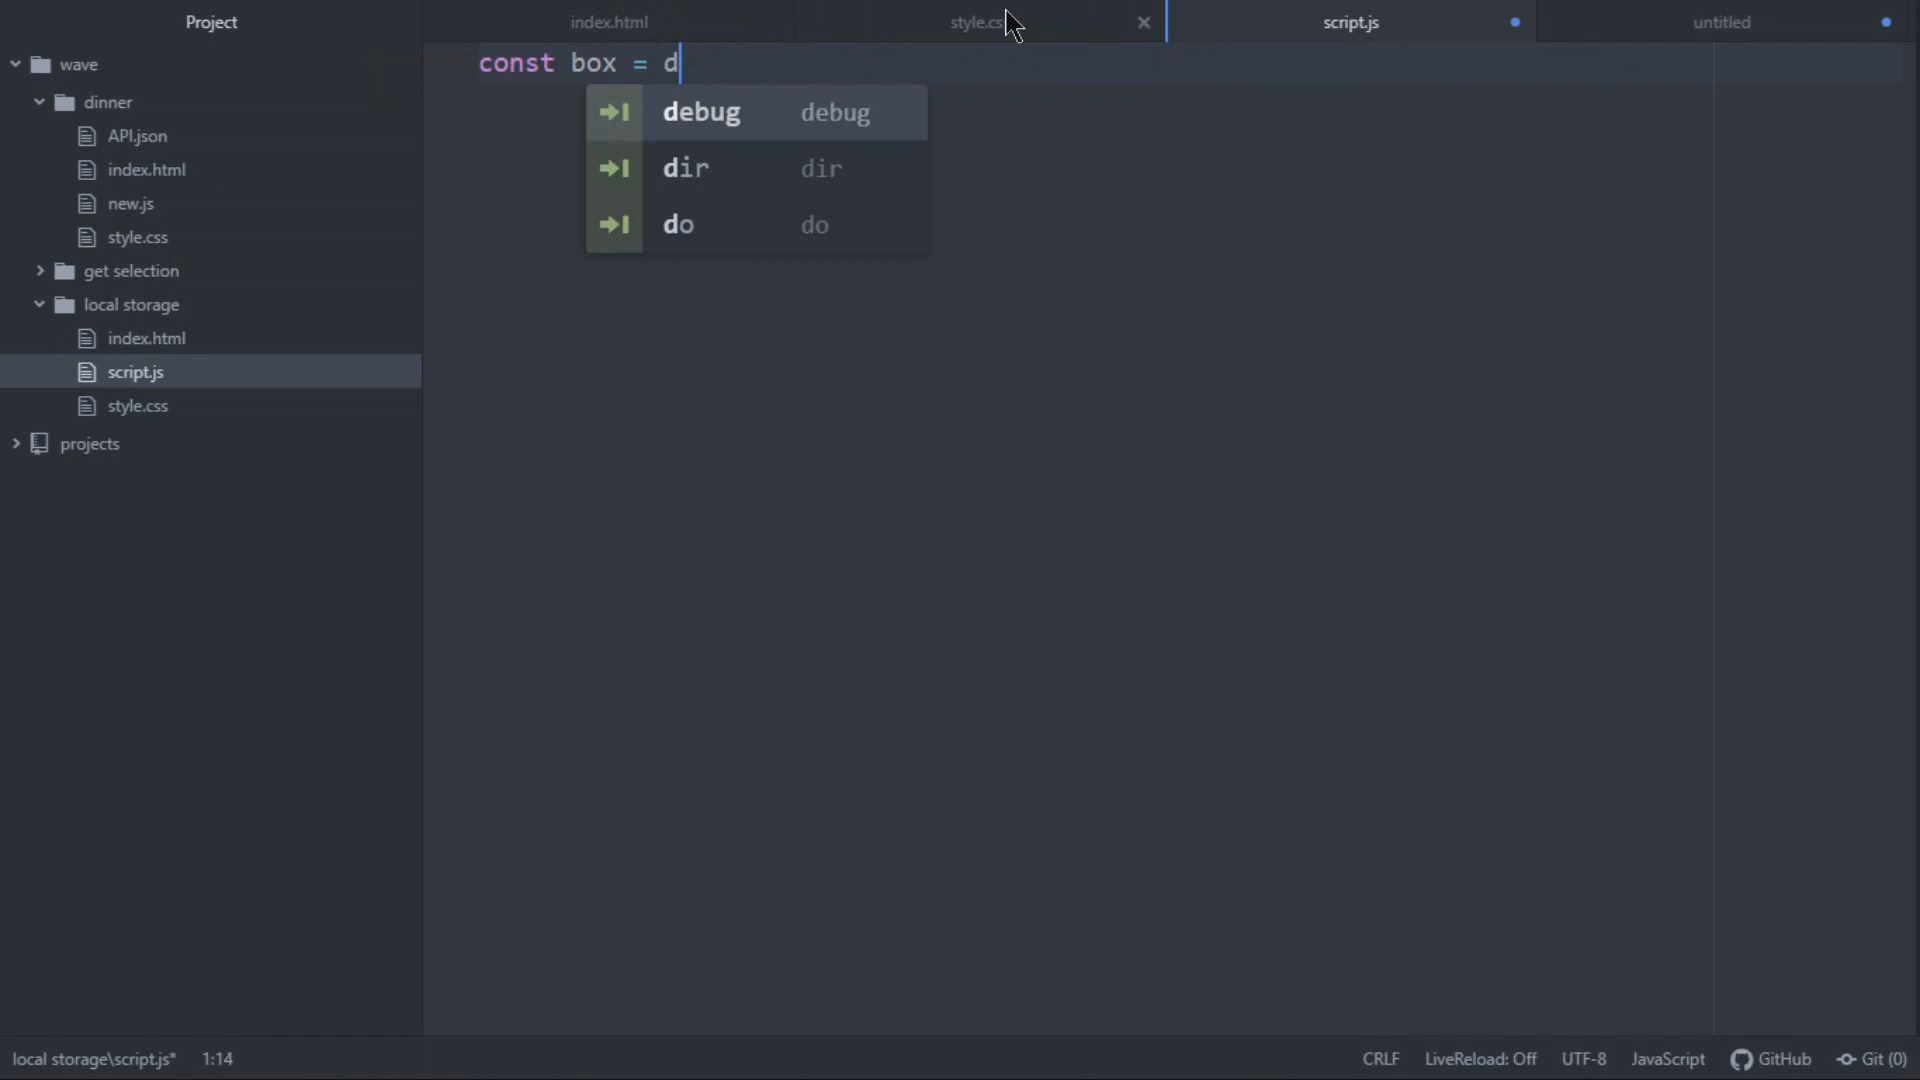 Project
index.html
style.cs
script.js
untitled
wave
dinner
API.json
index.html
new.js
style.css
get selection
local storage
index.html
script.js
style.css
projects
const box = d
debug debug
dir dir
do do
local storage\script.js* 1:14
CRLF LiveReload: Off UTF-8 JavaScript GitHub Git (0)